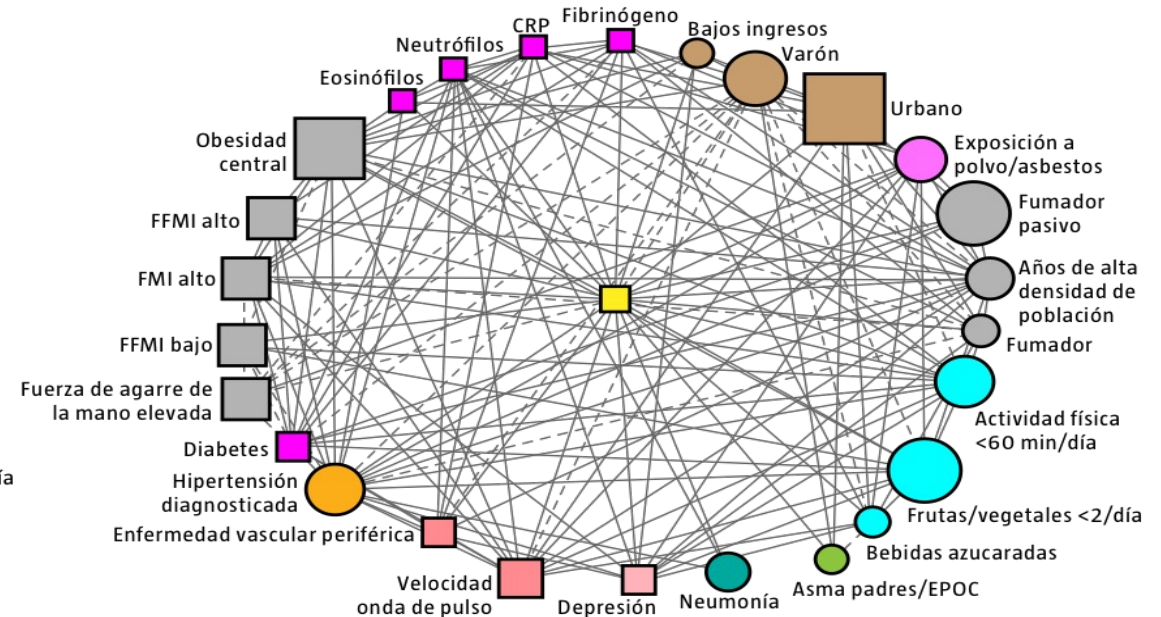 Fibrinógeno
CRP
Bajos ingresos
Neutrófilos
Varón
Eosinófilos
Urbano
Obesidad
central
Exposición a
polvo/asbestos
Fumador
pasivo
FFMI alto
FMI alto
Años de alta
densidad de
población
FFMI bajo
Fumador
Fuerza de agarre de
la mano elevada
Actividad física
<60 min/día
Diabetes
ía
Hipertensión
diagnosticada
Frutas/vegetales <2/día
Enfermedad vascular periférica
Bebidas azucaradas
Velocidad
onda de pulso
Depresión
Neumonía
Asma padres/EPOC